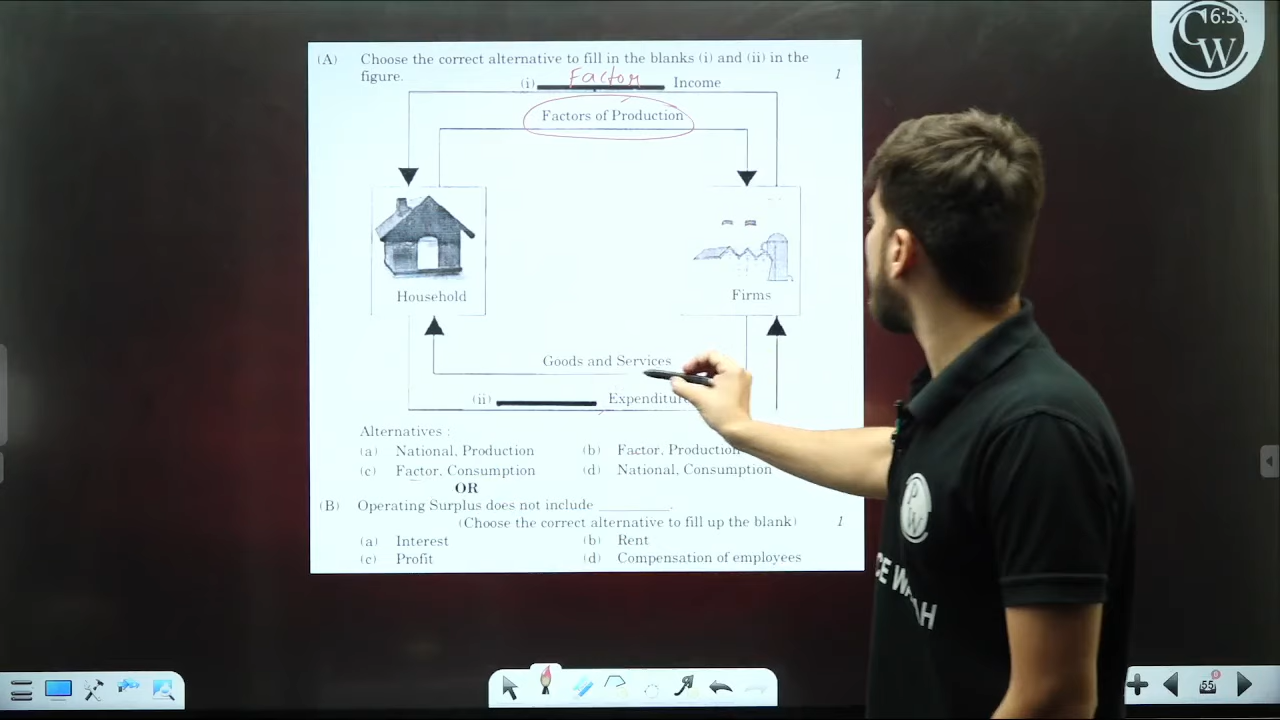 16:55
(A) Choose the correct alternative to fill in the blanks (i) and (ii) in the
figure. 1
(i) Factor Income
Factors of Production
Household
Firms
Goods and Services
(ii) Expenditure
Alternatives :
(a) National, Production (b) Factor, Production
(c) Factor, Consumption (d) National, Consumption
OR
(B) Operating Surplus does not include ________.
(Choose the correct alternative to fill up the blank) 1
(a) Interest (b) Rent
(c) Profit (d) Compensation of employees
PW
55